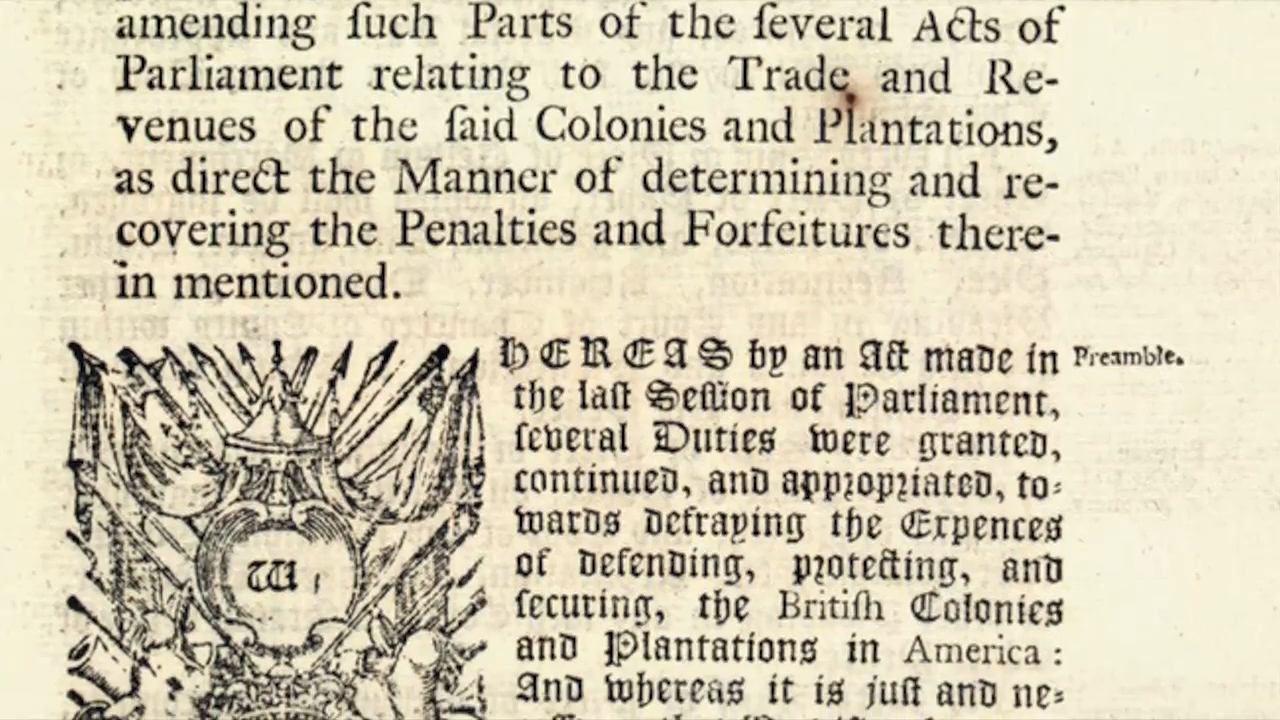 amending ſuch Parts of the ſeveral Acts of
Parliament relating to the Trade and Re-
venues of the ſaid Colonies and Plantations,
as direct the Manner of determining and re-
covering the Penalties and Forfeitures there-
in mentioned.
W
HEREAS by an Act made in
Preamble.
the laſt Seſſion of Parliament,
ſeveral Duties were granted,
continued, and appropriated, to-
wards defraying the Expences
of defending, protecting, and
ſecuring, the Britiſh Colonies
and Plantations in America:
And whereas it is juſt and ne-